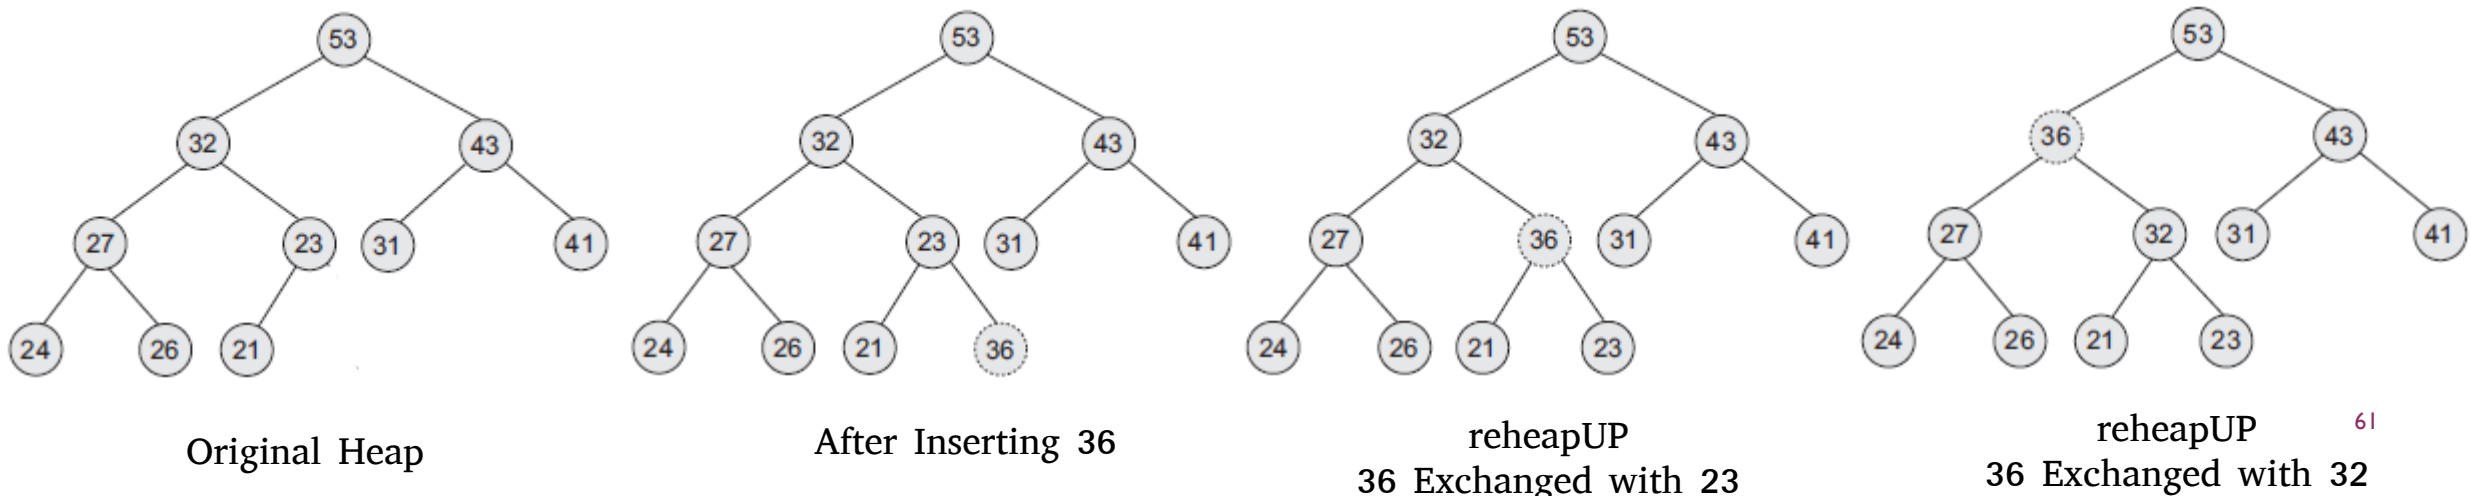 53
32 43
27 23 31 41
24 26 21
Original Heap
53
32 43
27 23 31 41
24 26 21 36
After Inserting 36
53
32 43
27 36 31 41
24 26 21 23
reheapUP
36 Exchanged with 23
53
36 43
27 32 31 41
24 26 21 23
reheapUP
36 Exchanged with 32
61